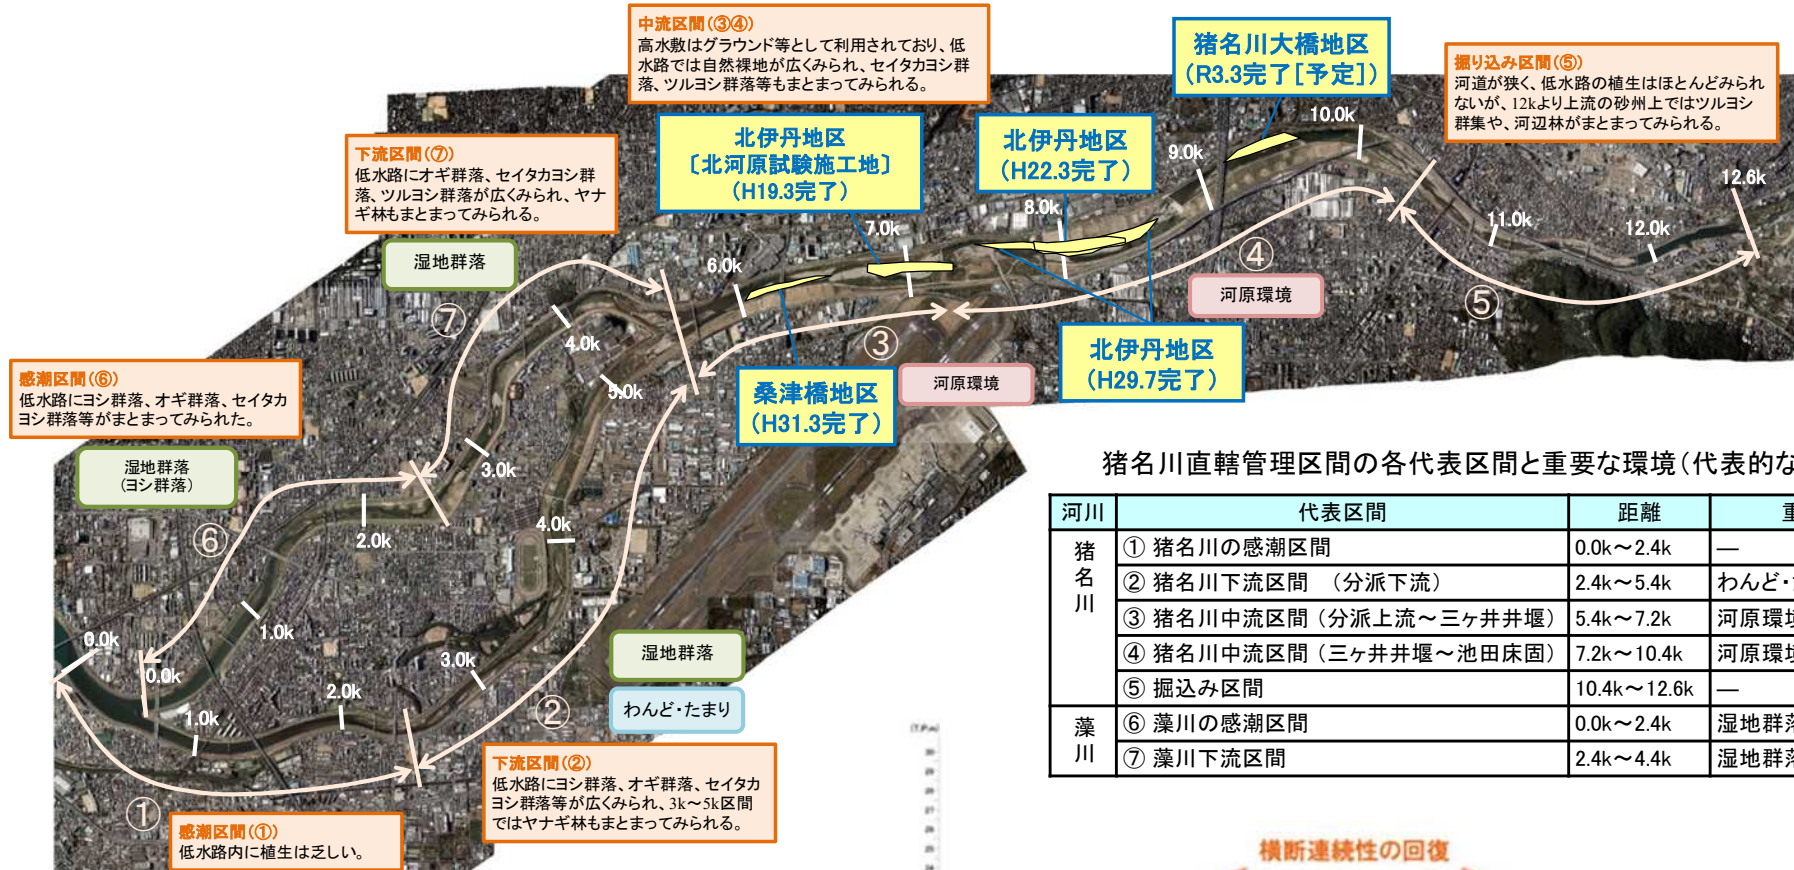 中流区間(③④)
高水敷はグラウンド等として利用されており、低
水路では自然裸地が広くみられ、セイタカヨシ群
落、ツルヨシ群落等もまとまってみられる。
猪名川大橋地区
(R3.3完了[予定])
掘り込み区間(⑤)
河道が狭く、低水路の植生はほとんどみられ
ないが、12kより上流の砂州上ではツルヨシ
群集や、河辺林がまとまってみられる。
下流区間(⑦)
低水路にオギ群落、セイタカヨシ群
落、ツルヨシ群落が広くみられ、ヤナ
ギ林もまとまってみられる。
北伊丹地区
〔北河原試験施工地〕
(H19.3完了)
北伊丹地区
(H22.3完了)
10.0k
9.0k
8.0k
7.0k
6.0k
12.6k
11.0k
12.0k
湿地群落
⑦
4.0k
5.0k
③
河原環境
④
河原環境
⑤
北伊丹地区
(H29.7完了)
桑津橋地区
(H31.3完了)
感潮区間(⑥)
低水路にヨシ群落、オギ群落、セイタカ
ヨシ群落等がまとまってみられた。
湿地群落
(ヨシ群落)
3.0k
⑥
2.0k
4.0k
1.0k
0.0k
0.0k
3.0k
2.0k
1.0k
湿地群落
わんど・たまり
②
①
下流区間(②)
低水路にヨシ群落、オギ群落、セイタカ
ヨシ群落等が広くみられ、3k～5k区間
ではヤナギ林もまとまってみられる。
感潮区間(①)
低水路内に植生は乏しい。
猪名川直轄管理区間の各代表区間と重要な環境(代表的な
河川 代表区間 距離 重
猪名川
① 猪名川の感潮区間 0.0k～2.4k ―
② 猪名川下流区間 (分派下流) 2.4k～5.4k わんど・
③ 猪名川中流区間(分派上流～三ヶ井井堰) 5.4k～7.2k 河原環境
④ 猪名川中流区間(三ヶ井井堰～池田床固) 7.2k～10.4k 河原環境
⑤ 掘込み区間 10.4k～12.6k ―
藻川
⑥ 藻川の感潮区間 0.0k～2.4k 湿地群落
⑦ 藻川下流区間 2.4k～4.4k 湿地群落
横断連続性の回復